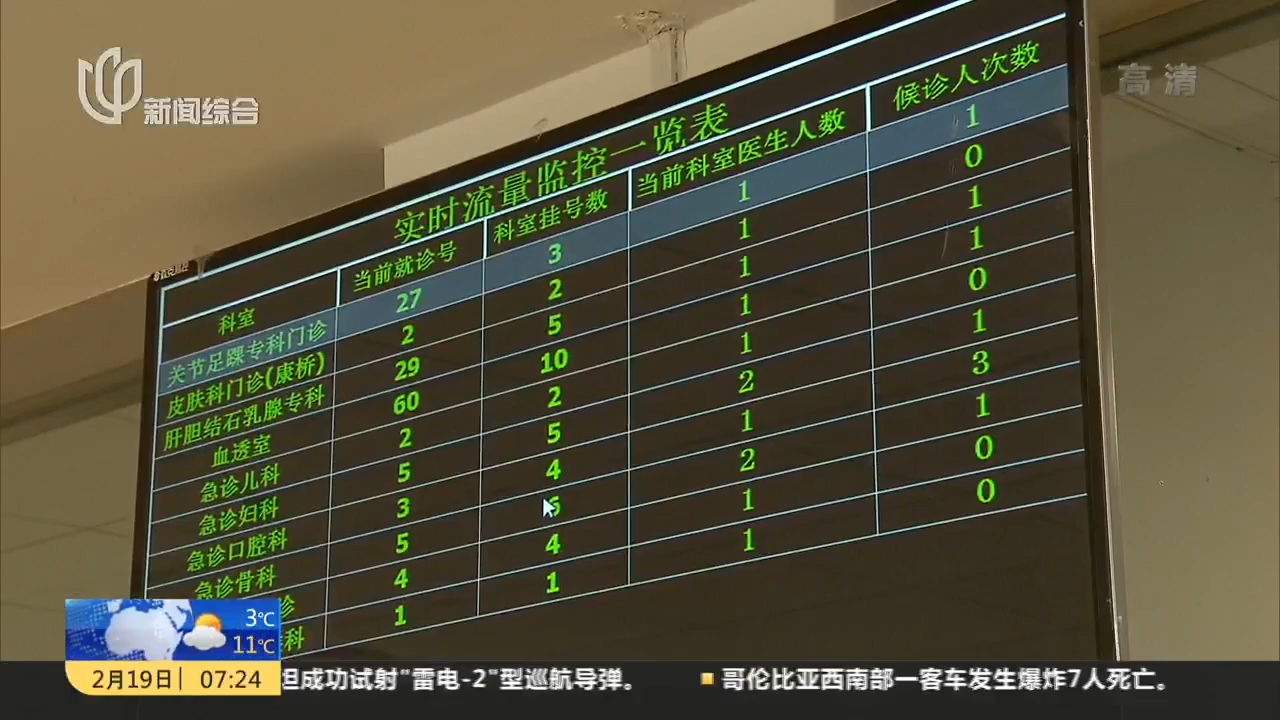 新闻综合
高清
实时流量监控一览表
科室 当前就诊号 科室挂号数 当前科室医生人数 候诊人次数
关节足踝专科门诊 27 3 1 1
皮肤科门诊(康桥) 2 2 1 0
肝胆结石乳腺专科 29 5 1 1
血透室 60 10 1 1
急诊儿科 2 2 1 0
急诊妇科 5 5 2 1
急诊口腔科 3 4 1 3
急诊骨科 5 2 1
诊 4 4 1 0
科 1 1 1 0
3℃
11℃
2月19日 07:24
坦成功试射"雷电-2"型巡航导弹。 哥伦比亚西南部一客车发生爆炸7人死亡。